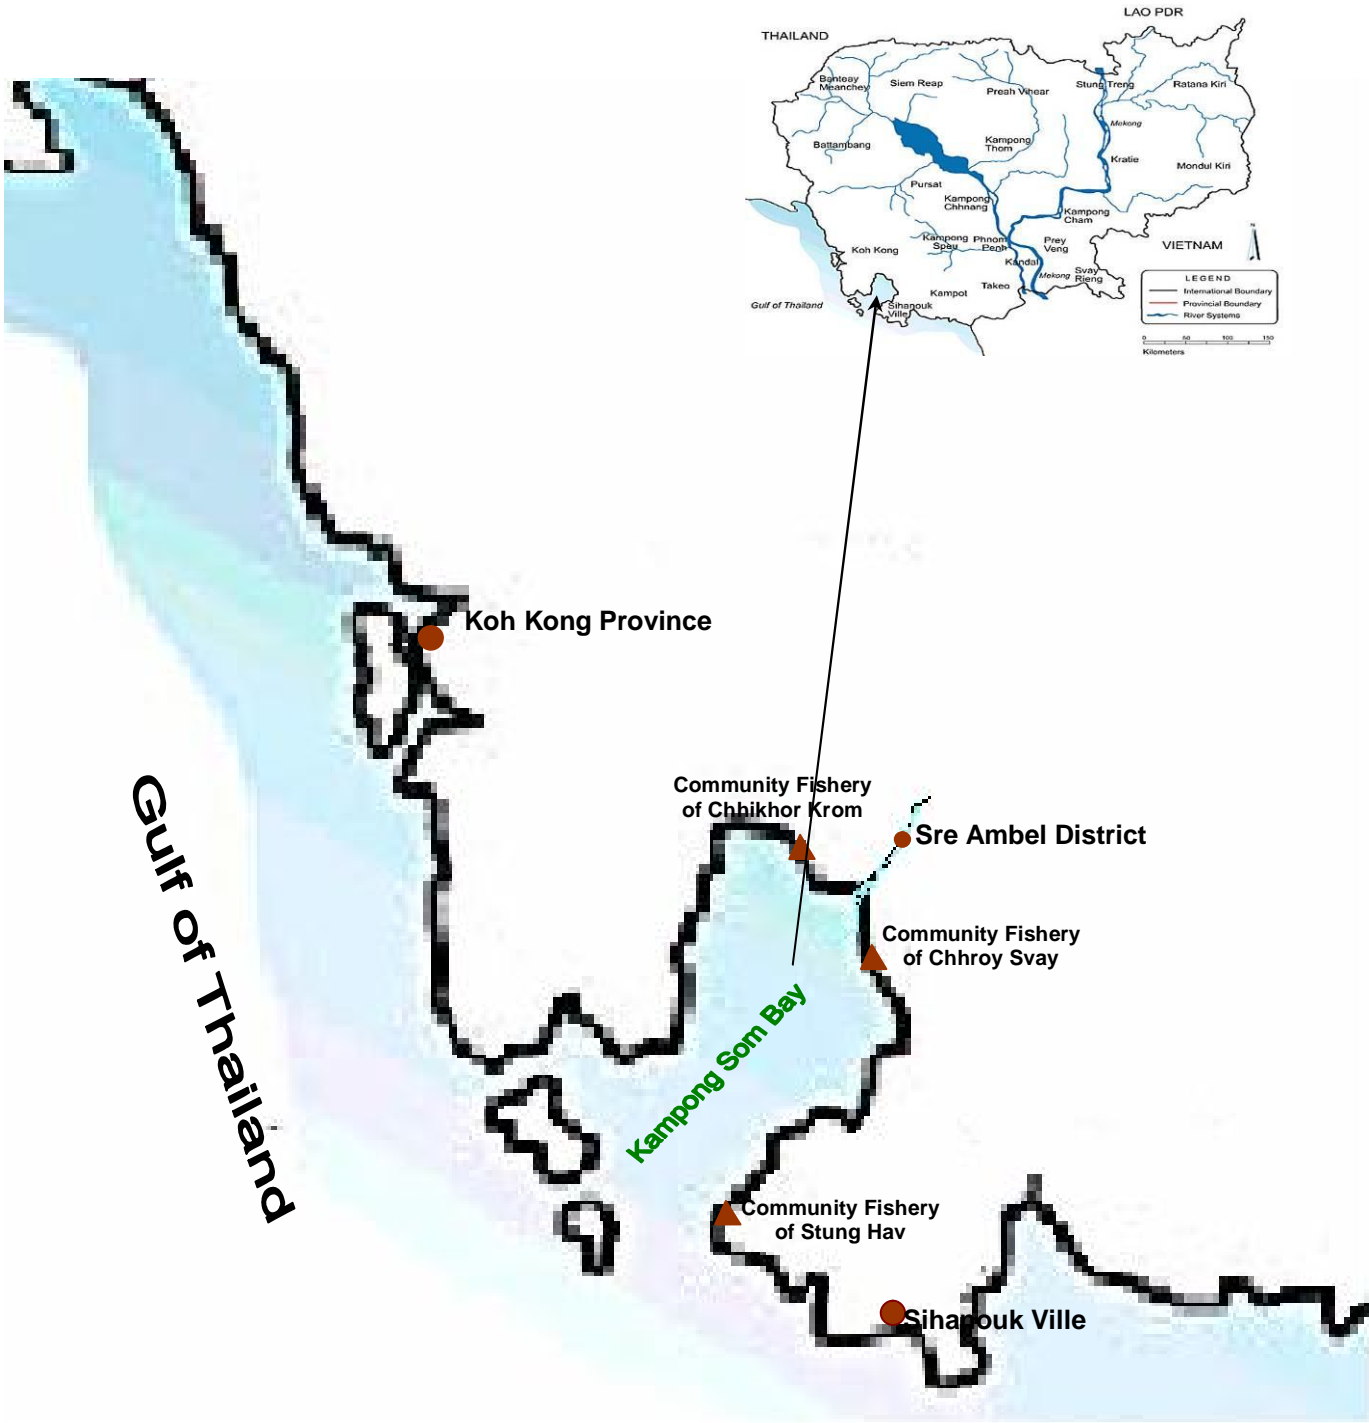 LAO PDR
THAILAND
Banteay
Meanchey
Siem Reap
Preah Vihear
Stung Treng
Ratana Kiri
Mekong
Battambang
Kampong
Thom
Kratie
Mondul Kiri
Pursat
Kampong
Chhnang
Kampong
Cham
Koh Kong
Kampong
Speu
Phnom
Penh
Prey
Veng
VIETNAM
N
Kandal
Mekong
Svay
Rieng
Takeo
Kampot
Gulf of Thailand
Sihanouk
Ville
LEGEND
International Boundary
Provincial Boundary
River Systems
0 50 100 150
Kilometers
Koh Kong Province
Gulf of Thailand
Community Fishery
of Chhikhor Krom
Sre Ambel District
Community Fishery
of Chhroy Svay
Kampong Som Bay
Community Fishery
of Stung Hav
Sihanouk Ville